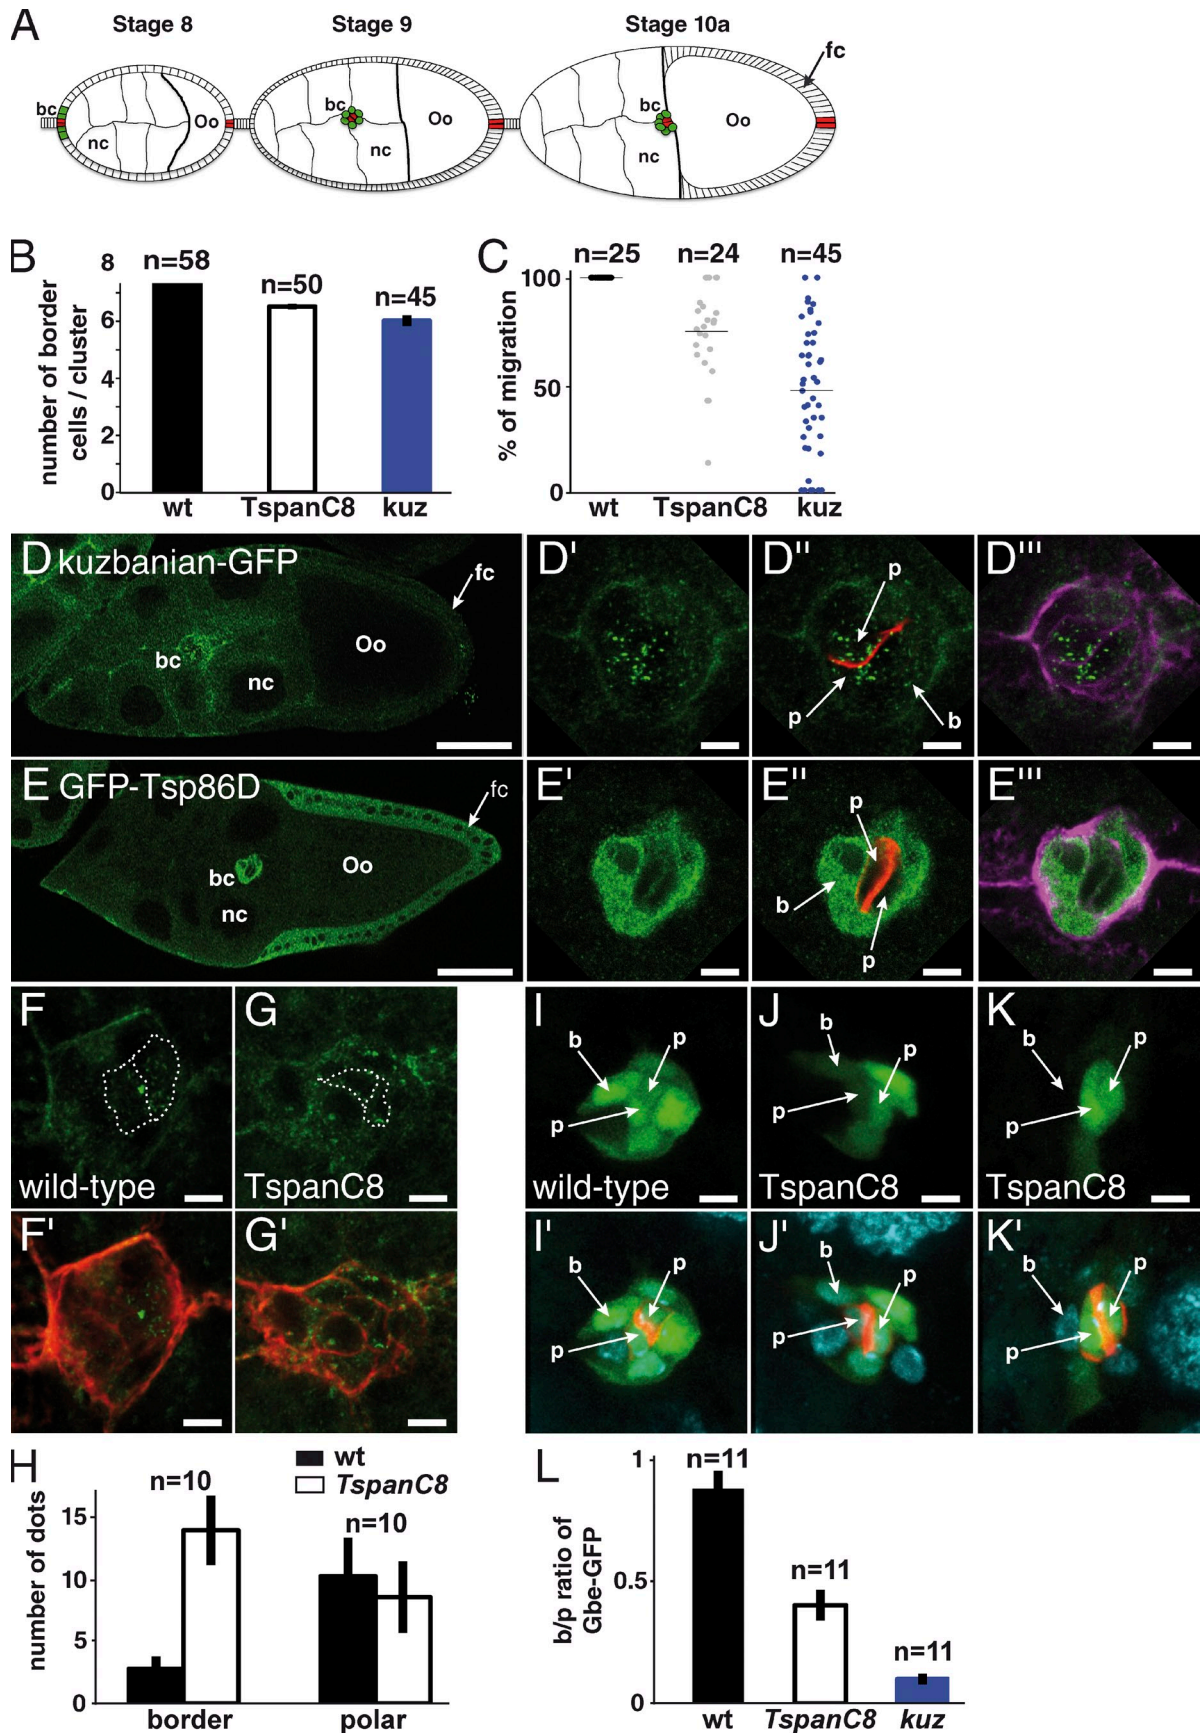 A
Stage 8
Stage 9
Stage 10a
fc
bc
nc
Oo
bc
nc
Oo
bc
nc
Oo
B
number of border
cells / cluster
8
6
4
2
0
n=58
n=50
n=45
wt
TspanC8
kuz
C
% of migration
100
50
0
n=25
n=24
n=45
wt
TspanC8
kuz
D kuzbanian-GFP
fc
Oo
bc
nc
D'
D''
p
p
b
D'''
E GFP-Tsp86D
fc
Oo
bc
nc
E'
E''
p
b
p
E'''
F
wild-type
G
TspanC8
I
b
p
p
wild-type
J
b
p
p
TspanC8
K
b
p
p
TspanC8
F'
G'
I'
b
p
p
J'
b
p
p
K'
b
p
p
H
number of dots
15
10
5
0
wt
TspanC8
n=10
n=10
border
polar
L
b/p ratio of
Gbe-GFP
1
0.5
0
n=11
n=11
n=11
wt
TspanC8
kuz